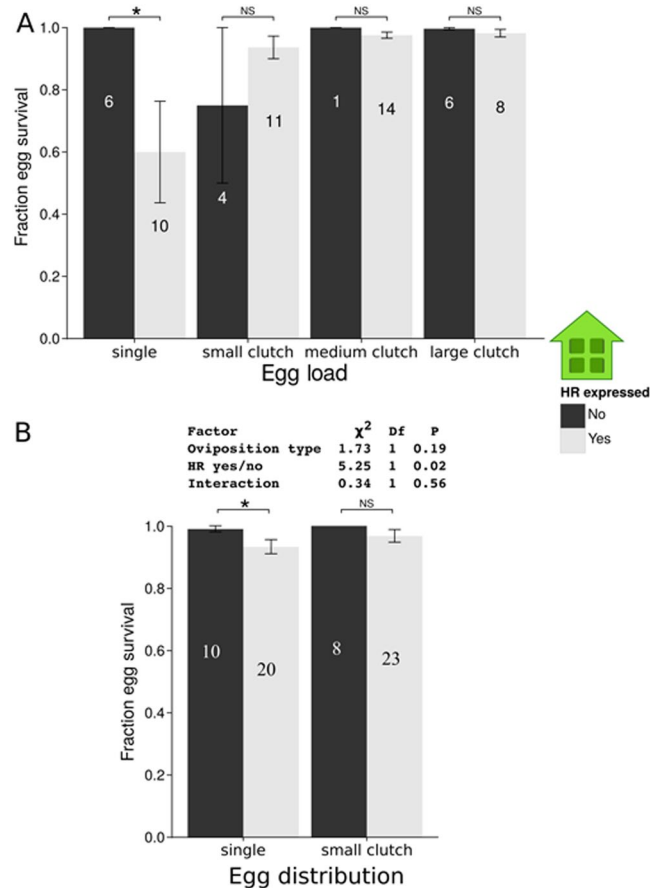 A
* NS NS NS
Fraction egg survival
1.0
0.8
0.6
0.4
0.2
0.0
6 10 4 11 1 14 6 8
single small clutch medium clutch large clutch
Egg load
HR expressed
No
Yes
B
Factor χ² Df P
Oviposition type 1.73 1 0.19
HR yes/no 5.25 1 0.02
Interaction 0.34 1 0.56
* NS
Fraction egg survival
1.0
0.8
0.6
0.4
0.2
0.0
10 20 8 23
single small clutch
Egg distribution